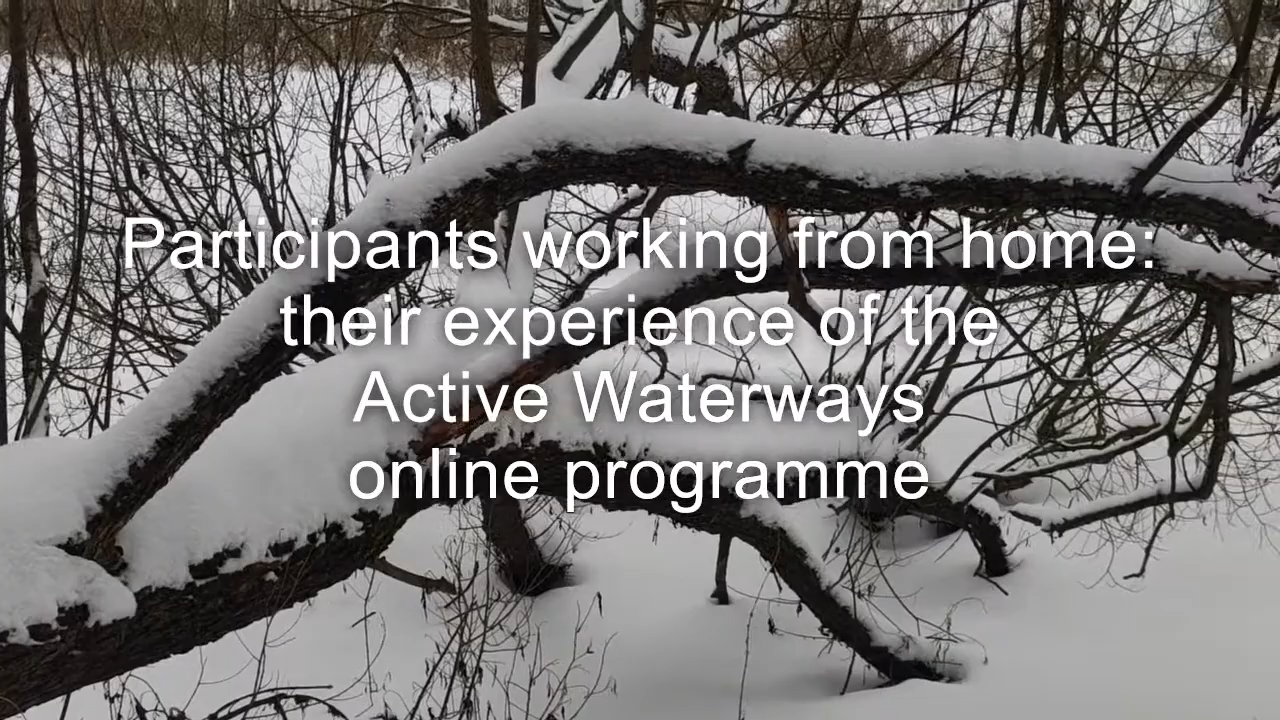 Participants working from home:
their experience of the
Active Waterways
online programme